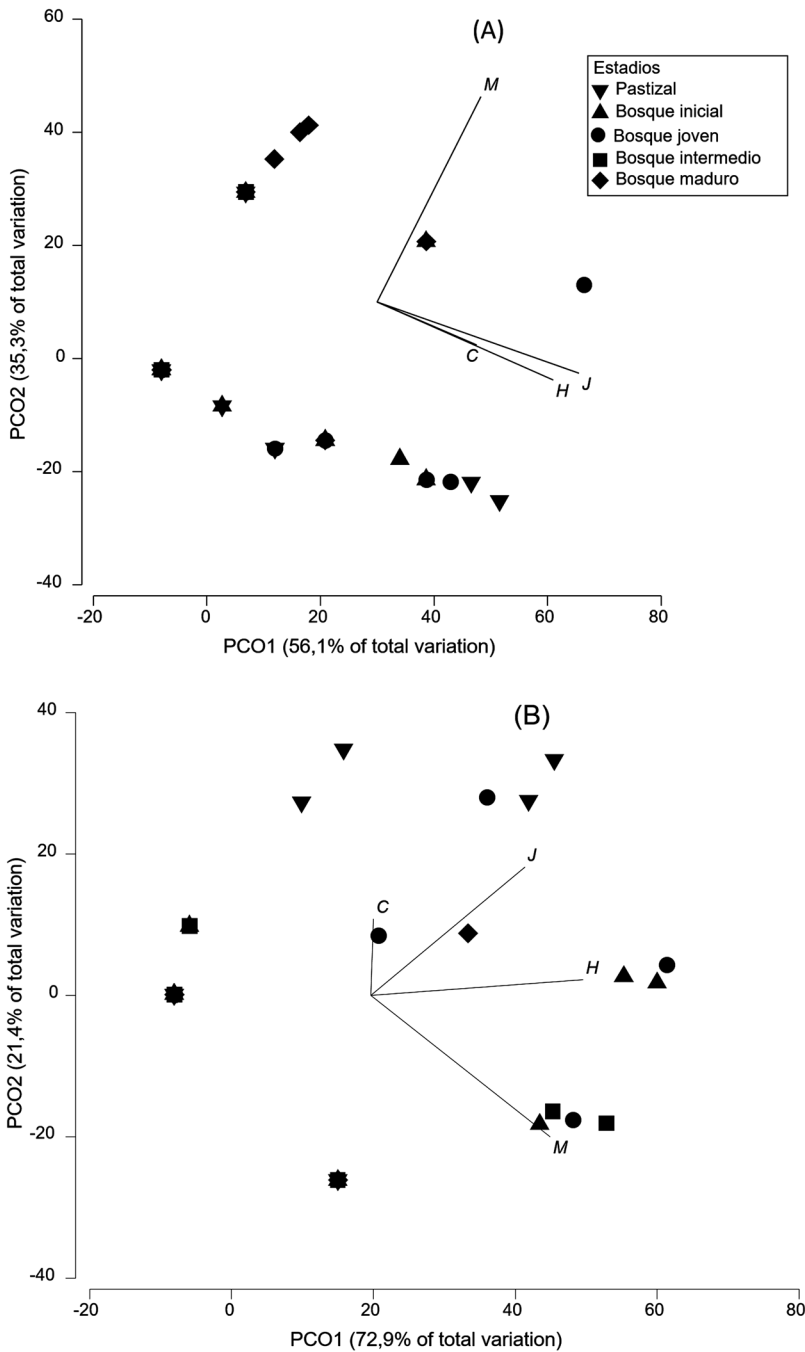 (A)
60
40
20
0
-20
-40
PCO2 (35,3% of total variation)
M
C
H
J
Estadios
Pastizal
Bosque inicial
Bosque joven
Bosque intermedio
Bosque maduro
-20 0 20 40 60 80
PCO1 (56,1% of total variation)
(B)
40
20
0
-20
-40
PCO2 (21,4% of total variation)
J
C
H
M
-20 0 20 40 60 80
PCO1 (72,9% of total variation)